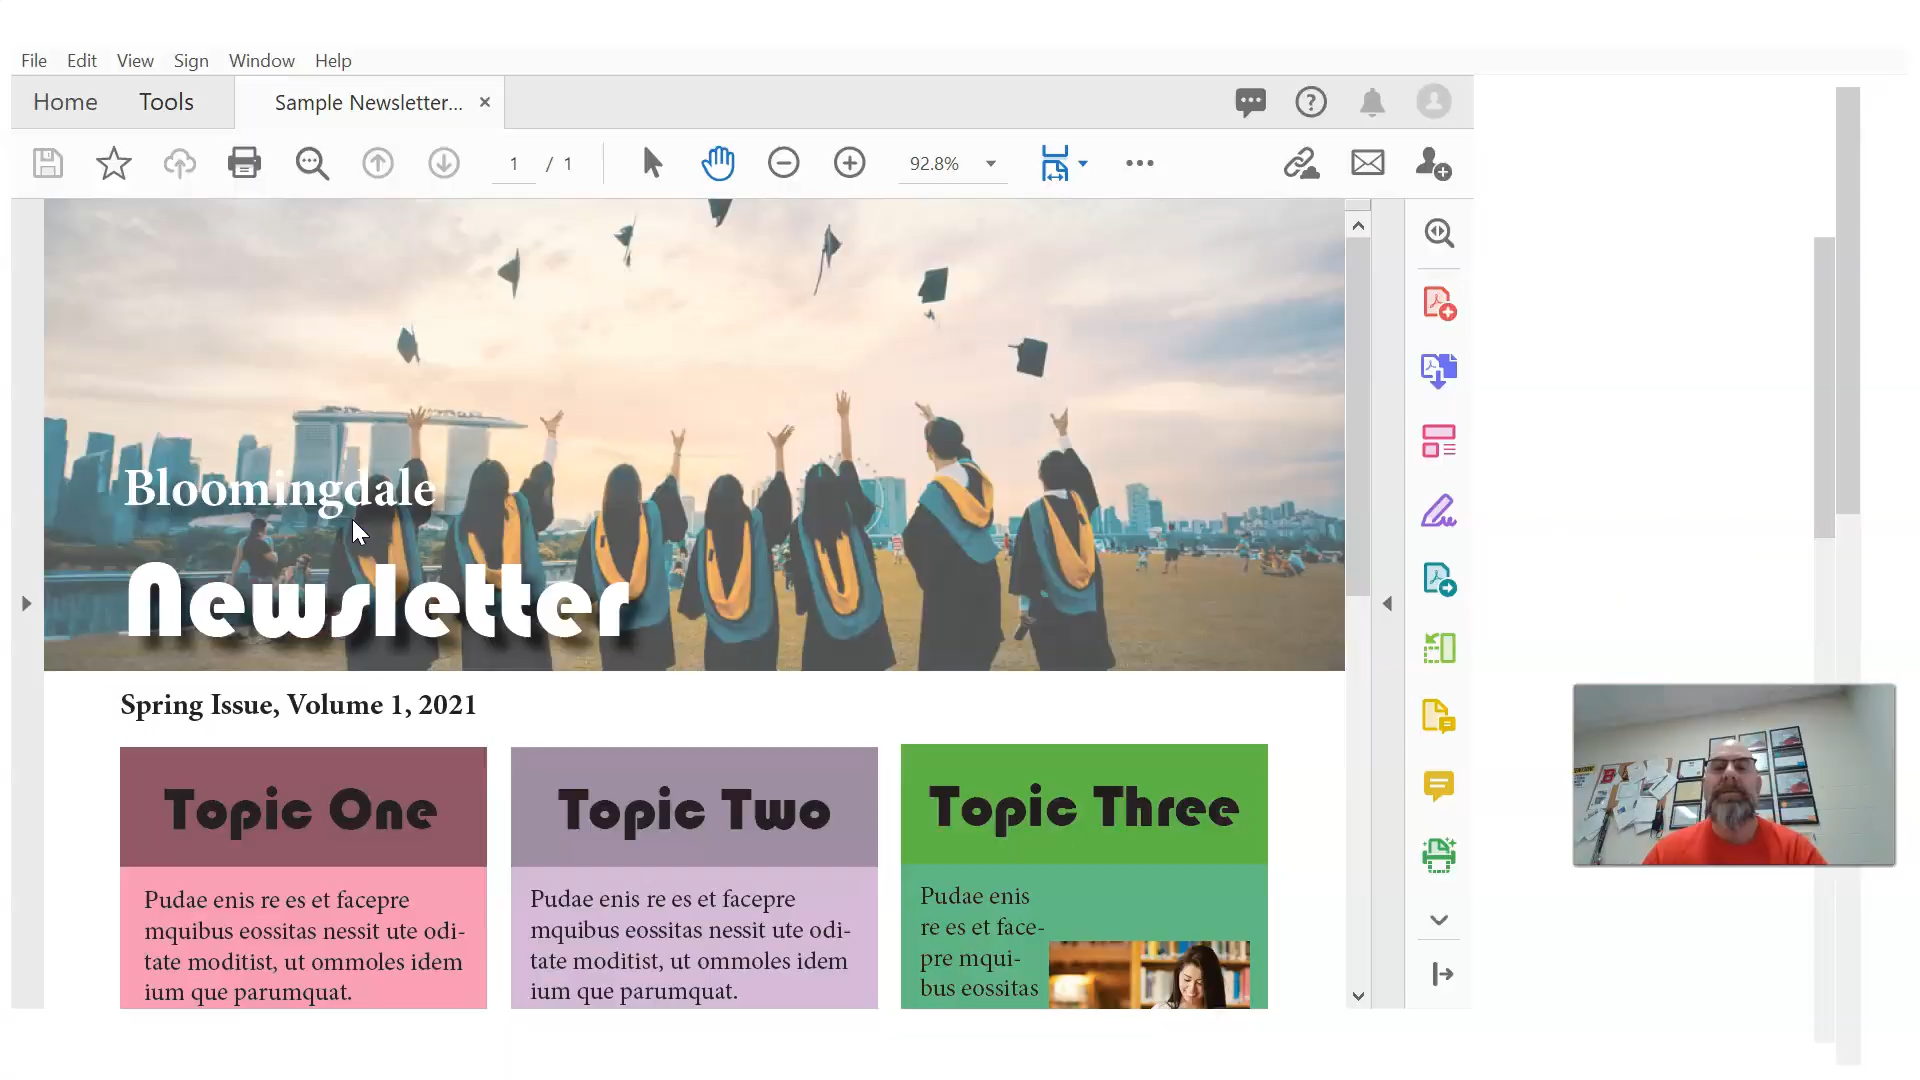 File Edit View Sign Window Help
Home Tools Sample Newsletter... ×
1 / 1 92.8%
Bloomingdale
Newsletter
Spring Issue, Volume 1, 2021
Topic One
Pudae enis re es et facepre
mquibus eossitas nessit ute odi-
tate moditist, ut ommoles idem
ium que parumquat.
Topic Two
Pudae enis re es et facepre
mquibus eossitas nessit ute odi-
tate moditist, ut ommoles idem
ium que parumquat.
Topic Three
Pudae enis
re es et face-
pre mqui-
bus eossitas